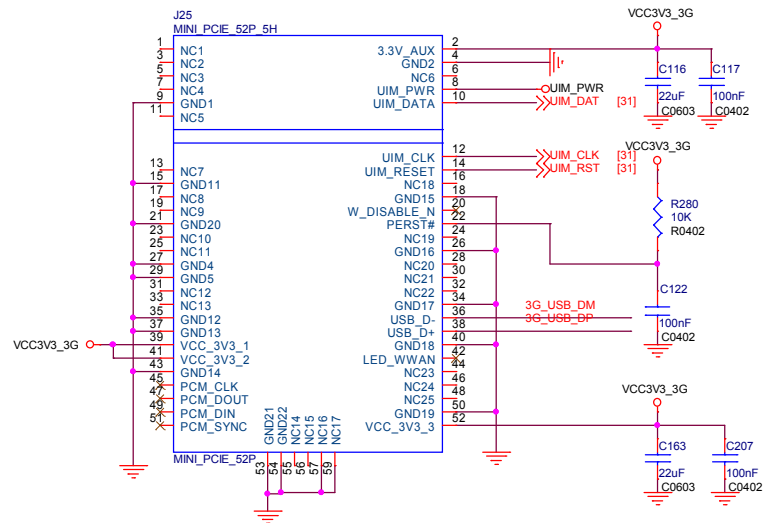 J25
MINI_PCIE_52P_5H
VCC3V3_3G
1 NC1 3.3V_AUX 2
3 NC2 GND2 4
5 NC3 NC6 6
7 NC4 UIM_PWR 8 UIM_PWR
9 GND1 UIM_DATA 10 UIM_DAT [31]
11 NC5
C116
22uF
C0603
C117
100nF
C0402
UIM_CLK 12 UIM_CLK [31]
13 NC7 UIM_RESET 14 UIM_RST [31]
15 GND11 NC18 16
17 NC8 GND15 18
19 NC9 W_DISABLE_N 20
21 GND20 PERST# 22
23 NC10 NC19 24
25 NC11 GND16 26
27 GND4 NC20 28
29 GND5 NC21 30
31 NC12 NC22 32
33 NC13 GND17 34
35 GND12 USB_D- 36 3G_USB_DM
37 GND13 USB_D+ 38 3G_USB_DP
VCC3V3_3G 39 VCC_3V3_1 GND18 40
41 VCC_3V3_2 LED_WWAN 42
43 GND14 NC23 44
45 PCM_CLK NC24 46
47 PCM_DOUT NC25 48
49 PCM_DIN GND19 50
51 PCM_SYNC VCC_3V3_3 52
VCC3V3_3G
R280
10K
R0402
C122
100nF
C0402
VCC3V3_3G
C163
22uF
C0603
C207
100nF
C0402
GND21 GND22 NC14 NC15 NC16 NC17
MINI_PCIE_52P
53 54 55 56 57 59